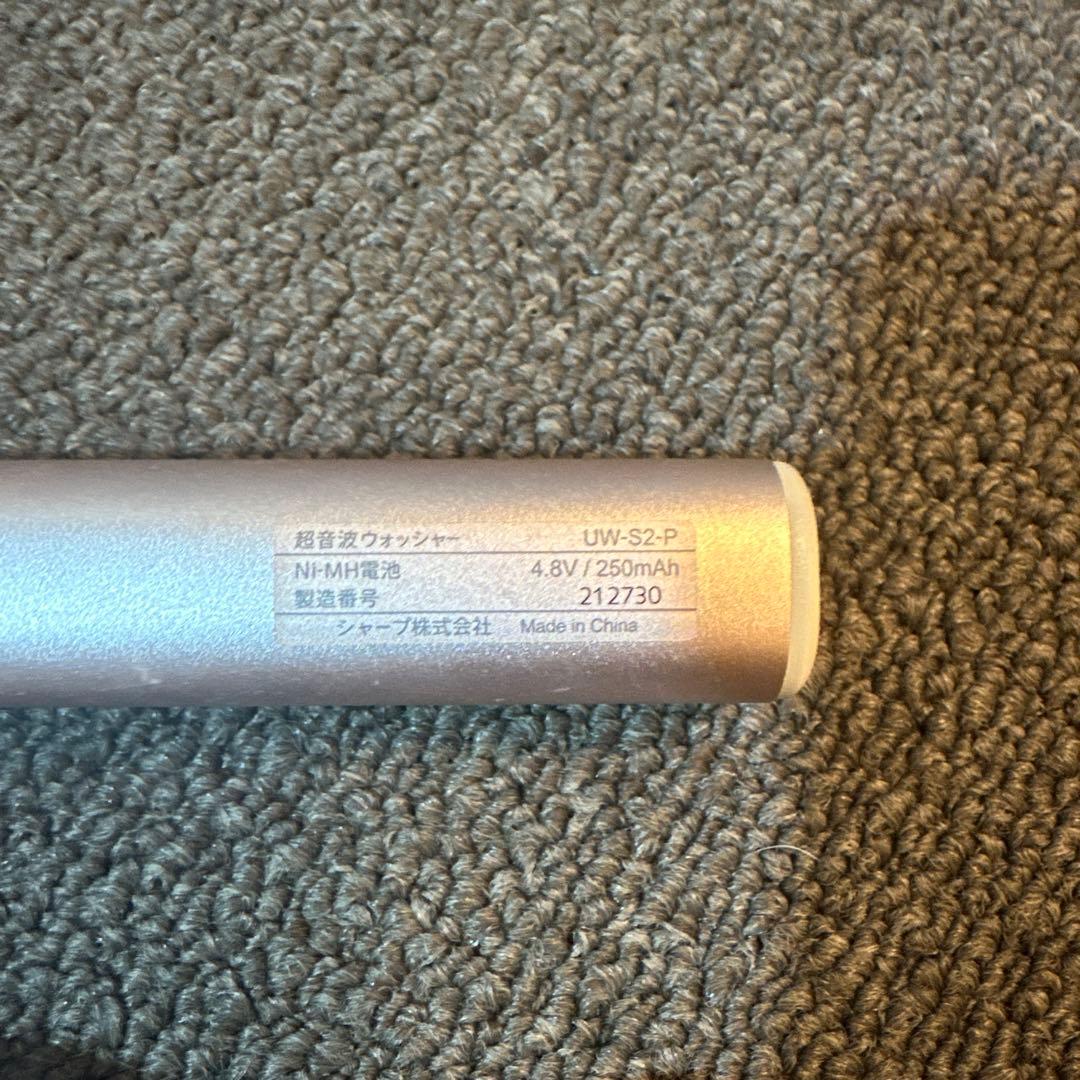 超音波ウォッシャー UW-S2-P
Ni-MH電池 4.8V / 250mAh
製造番号 212730
シャープ株式会社 Made in China